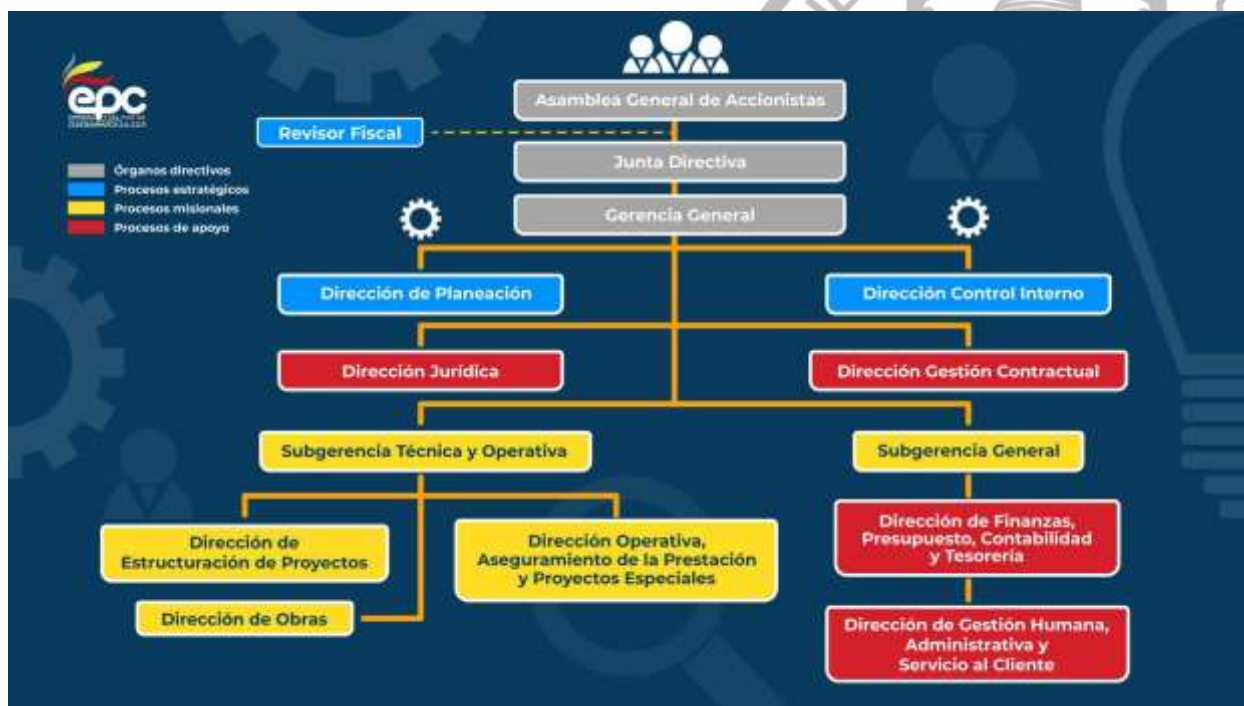 epc
Asamblea General de Accionistas
Revisor Fiscal
Junta Directiva
Gerencia General
Órganos directivos
Procesos estratégicos
Procesos misionales
Procesos de apoyo
Dirección de Planeación
Dirección Control Interno
Dirección Jurídica
Dirección Gestión Contractual
Subgerencia Técnica y Operativa
Subgerencia General
Dirección de
Estructuración de Proyectos
Dirección Operativa,
Aseguramiento de la Prestación
y Proyectos Especiales
Dirección de Finanzas,
Presupuesto, Contabilidad
y Tesorería
Dirección de Obras
Dirección de Gestión Humana,
Administrativa y
Servicio al Cliente